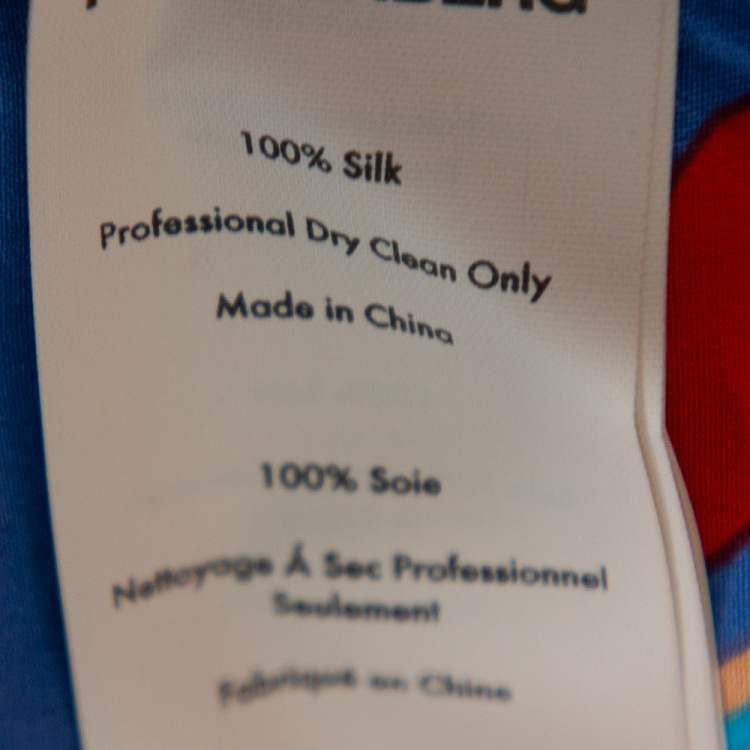 100% Silk
Professional Dry Clean Only
Made in China
100% Soie
Nettoyage Á Sec Professionnel
Seulement
Fabriqué en Chine